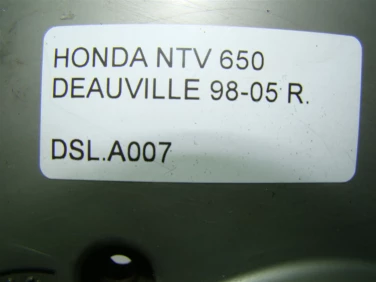 HONDA NTV 650
DEAUVILLE 98-05 R.
DSL.A007